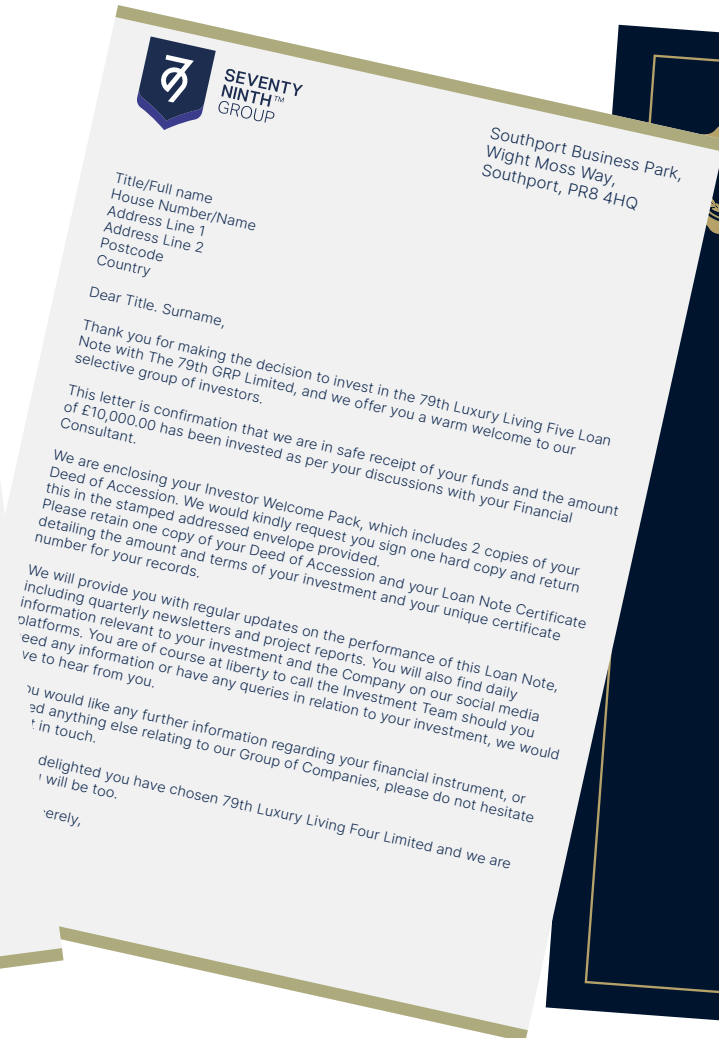 SEVENTY
NINTH™
GROUP
Southport Business Park,
Wight Moss Way,
Southport, PR8 4HQ
Title/Full name
House Number/Name
Address Line 1
Address Line 2
Postcode
Country
Dear Title. Surname,
Thank you for making the decision to invest in the 79th Luxury Living Five Loan
Note with The 79th GRP Limited, and we offer you a warm welcome to our
selective group of investors.
This letter is confirmation that we are in safe receipt of your funds and the amount
of £10,000.00 has been invested as per your discussions with your Financial
Consultant.
We are enclosing your Investor Welcome Pack, which includes 2 copies of your
Deed of Accession. We would kindly request you sign one hard copy and return
this in the stamped addressed envelope provided.
Please retain one copy of your Deed of Accession and your Loan Note Certificate
detailing the amount and terms of your investment and your unique certificate
number for your records.
We will provide you with regular updates on the performance of this Loan Note,
including quarterly newsletters and project reports. You will also find daily
information relevant to your investment and the Company on our social media
platforms. You are of course at liberty to call the Investment Team should you
eed any information or have any queries in relation to your investment, we would
ve to hear from you.
ou would like any further information regarding your financial instrument, or
ed anything else relating to our Group of Companies, please do not hesitate
t in touch.
delighted you have chosen 79th Luxury Living Four Limited and we are
will be too.
erely,